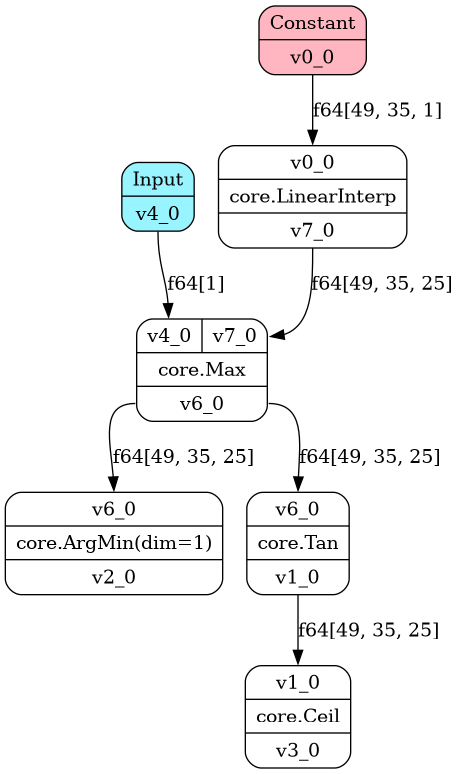 Constant
v0_0
f64[49, 35, 1]
Input
v4_0
v0_0
core.LinearInterp
v7_0
f64[1]
f64[49, 35, 25]
v4_0 v7_0
core.Max
v6_0
f64[49, 35, 25]
f64[49, 35, 25]
v6_0
core.ArgMin(dim=1)
v2_0
v6_0
core.Tan
v1_0
f64[49, 35, 25]
v1_0
core.Ceil
v3_0